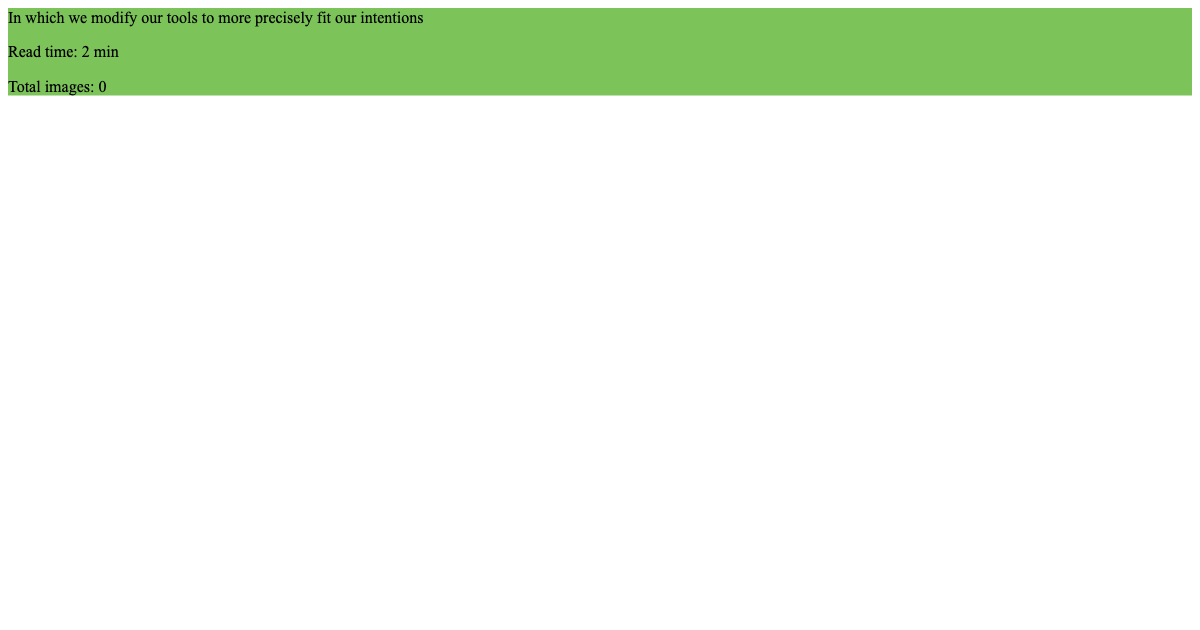 In which we modify our tools to more precisely fit our intentions
Read time: 2 min
Total images: 0